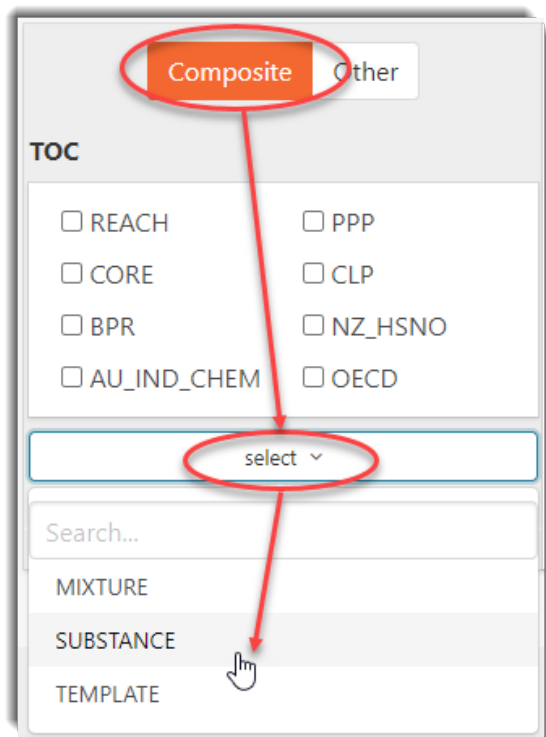 Composite Other
TOC
REACH PPP
CORE CLP
BPR NZ_HSNO
AU_IND_CHEM OECD
select
Search...
MIXTURE
SUBSTANCE
TEMPLATE